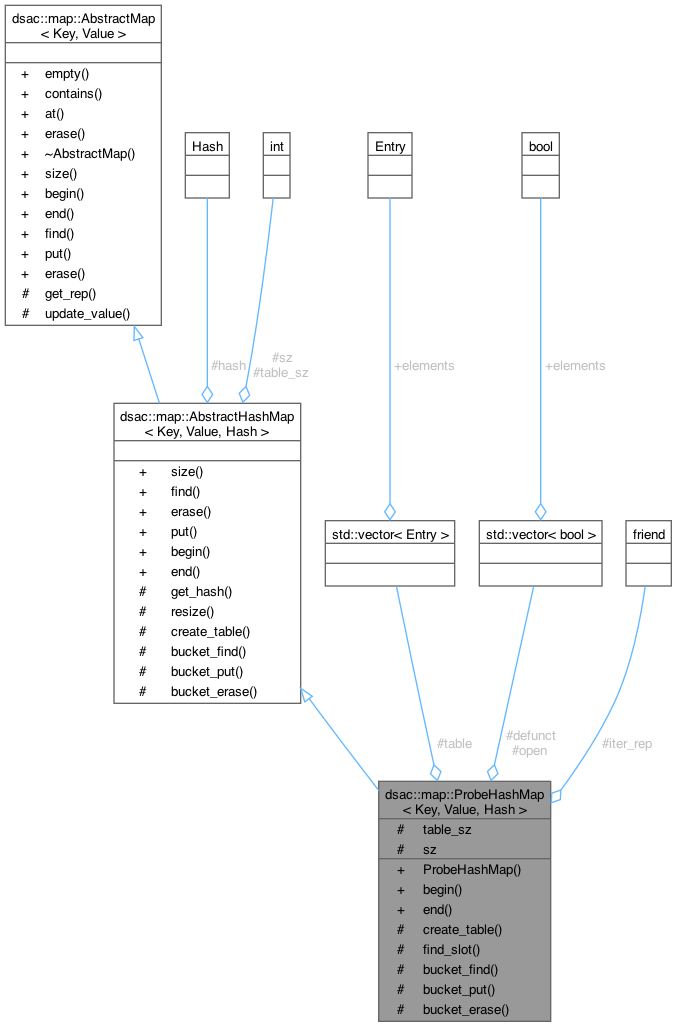 dsac::map::AbstractMap
< Key, Value >
+ empty()
+ contains()
+ at()
+ erase()
+ ~AbstractMap()
+ size()
+ begin()
+ end()
+ find()
+ put()
+ erase()
# get_rep()
# update_value()
Hash
int
Entry
bool
#hash
#sz
#table_sz
+elements
+elements
dsac::map::AbstractHashMap
< Key, Value, Hash >
+ size()
+ find()
+ erase()
+ put()
+ begin()
+ end()
# get_hash()
# resize()
# create_table()
# bucket_find()
# bucket_put()
# bucket_erase()
std::vector< Entry >
std::vector< bool >
friend
#table
#defunct
#open
#iter_rep
dsac::map::ProbeHashMap
< Key, Value, Hash >
# table_sz
# sz
+ ProbeHashMap()
+ begin()
+ end()
# create_table()
# find_slot()
# bucket_find()
# bucket_put()
# bucket_erase()